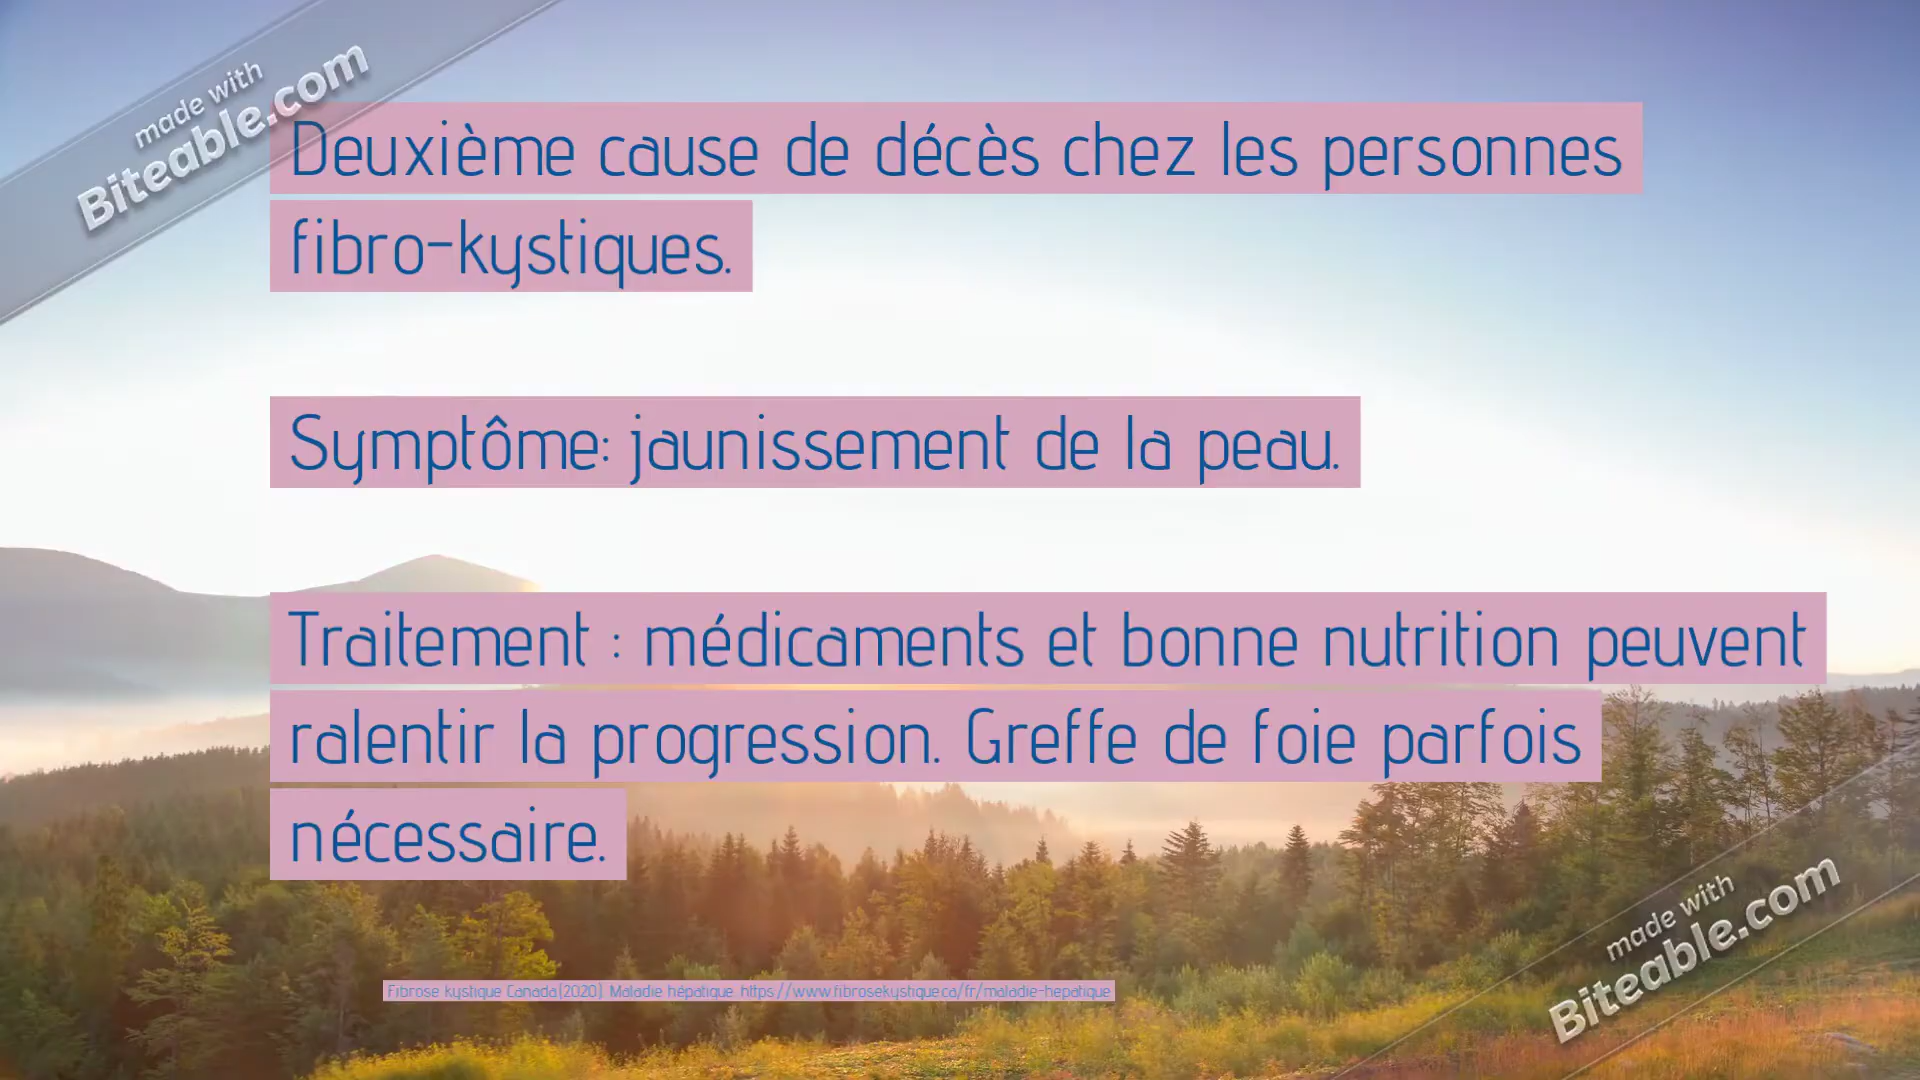 made with
Biteable.com
Deuxième cause de décès chez les personnes
fibro-kystiques.
Symptôme: jaunissement de la peau.
Traitement : médicaments et bonne nutrition peuvent
ralentir la progression. Greffe de foie parfois
nécessaire.
made with
Biteable.com
Fibrose kystique Canada(2020). Maladie hépatique. https://www.fibrosekystique.ca/fr/maladie-hepatique